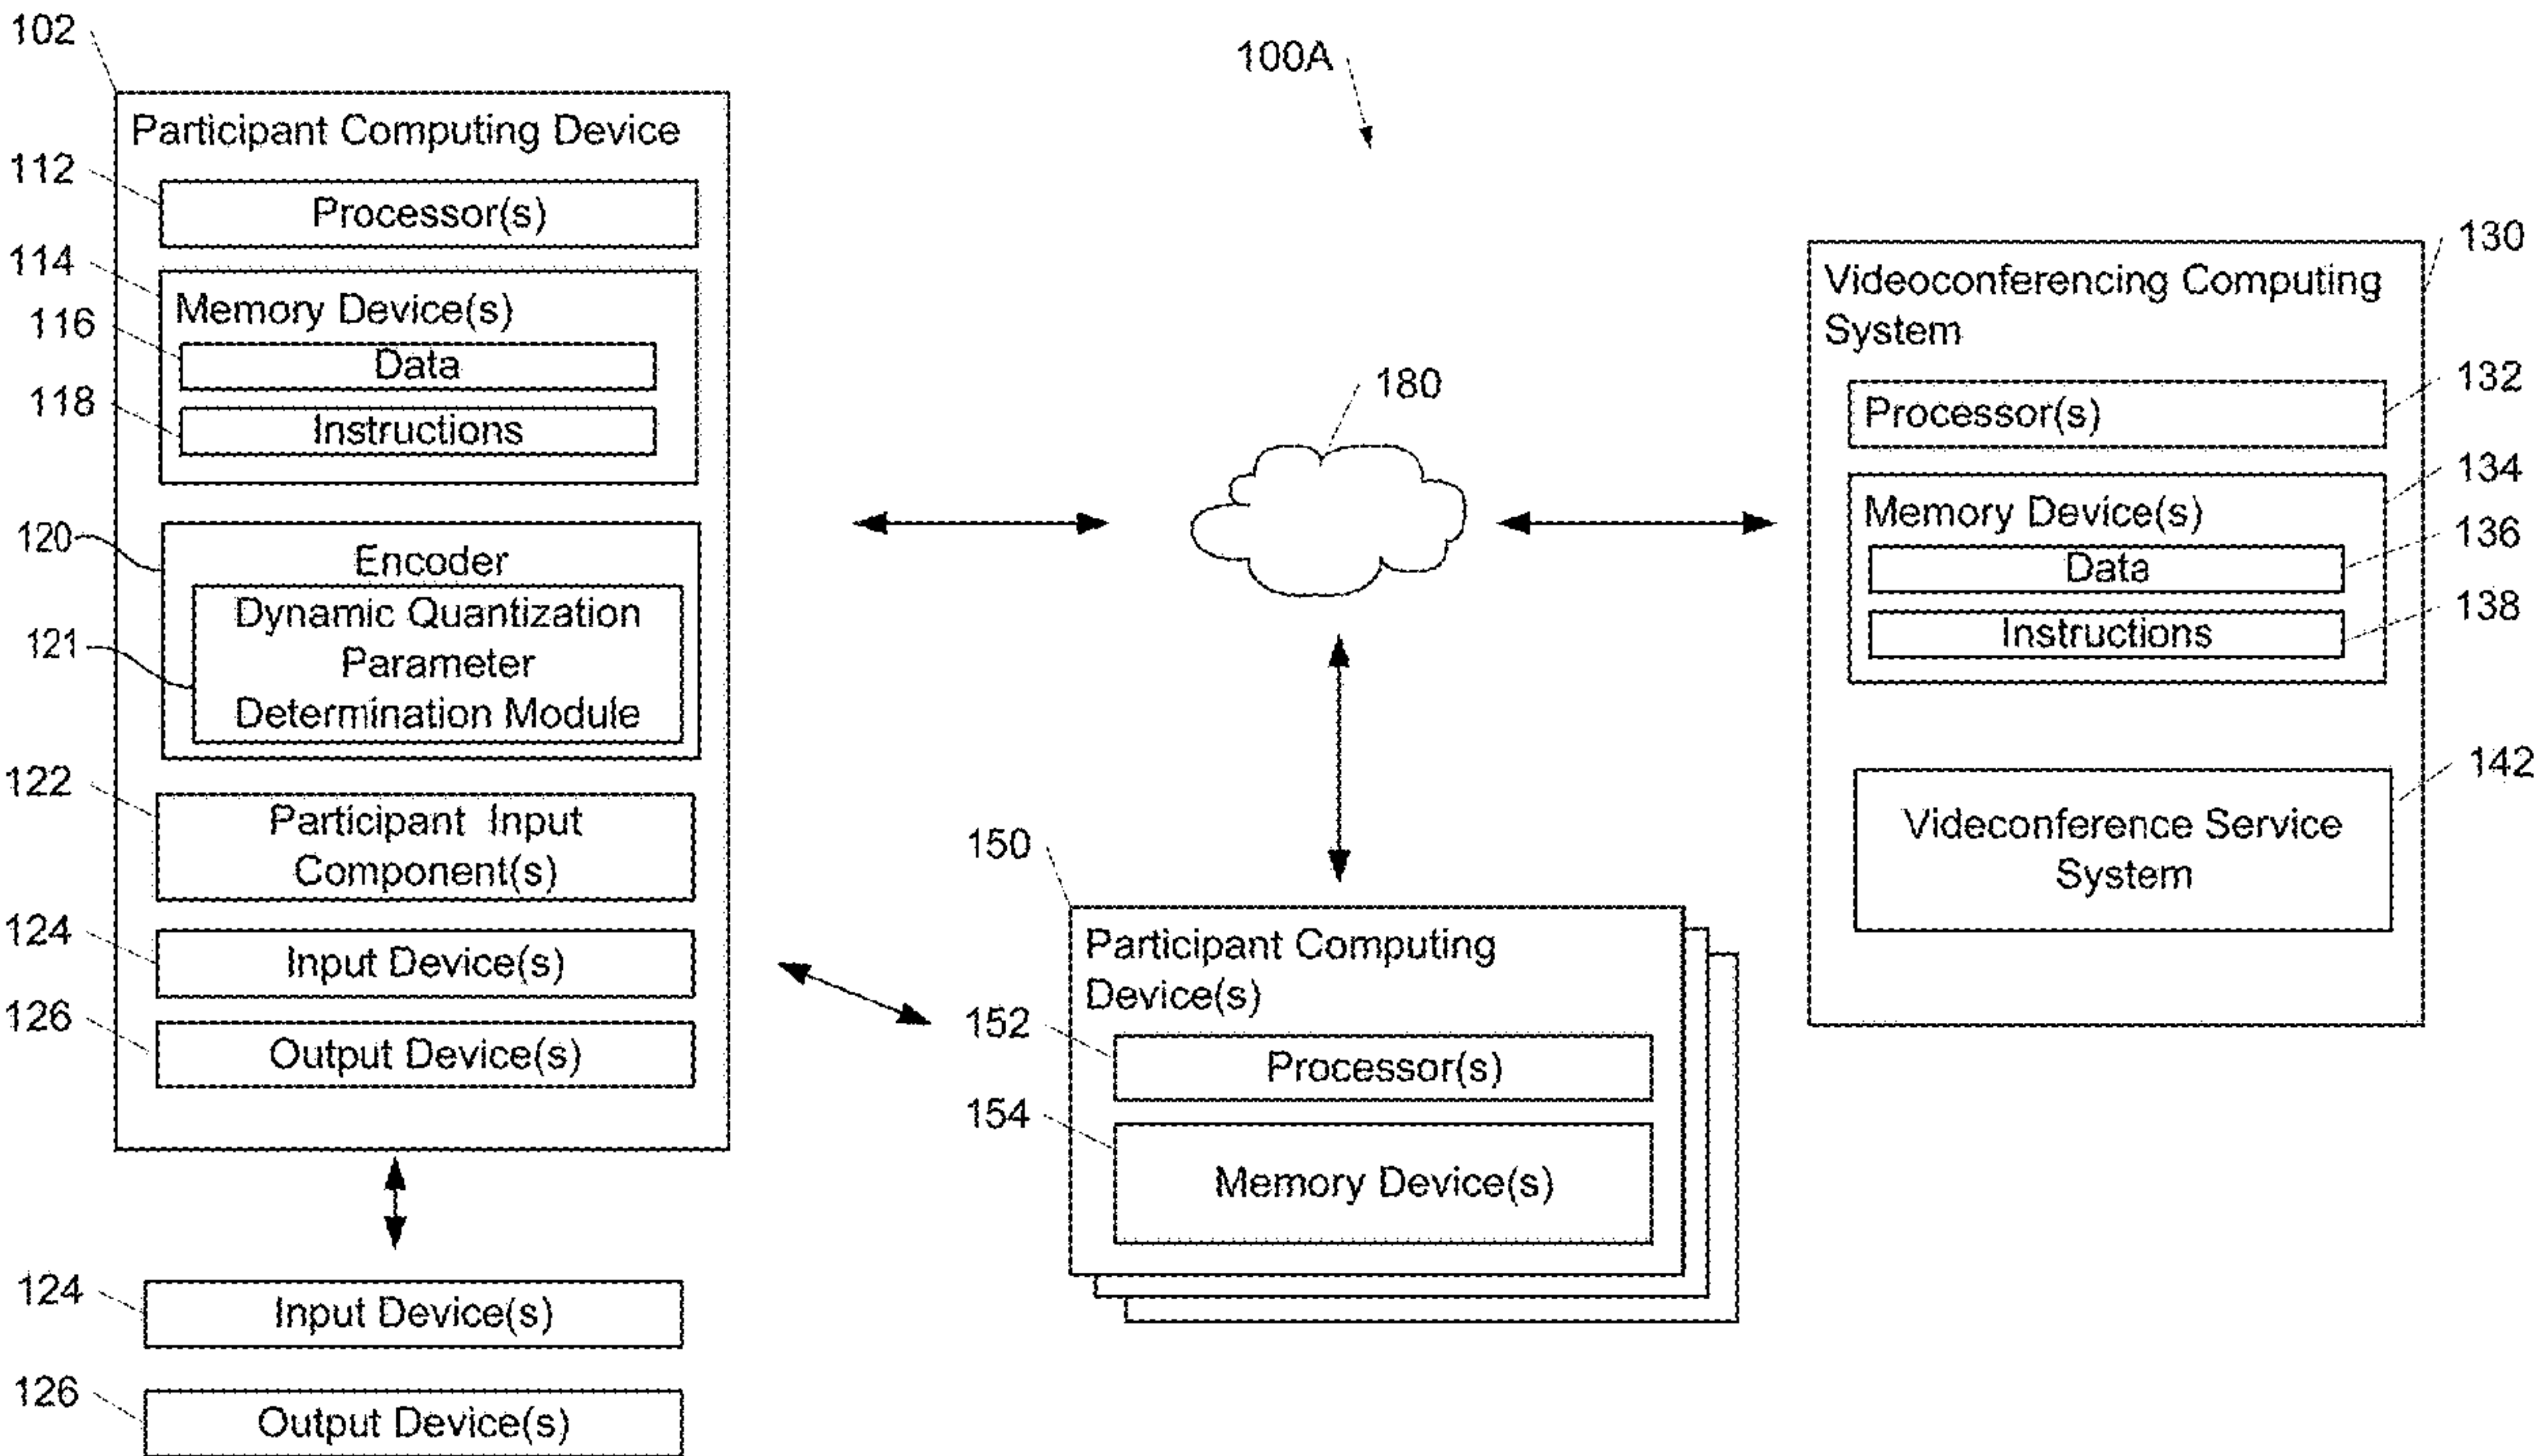 102
100A
Participant Computing Device
112
Processor(s)
114
Memory Device(s)
116
Data
118
Instructions
120
Encoder
121
Dynamic Quantization
Parameter
Determination Module
122
Participant Input
Component(s)
124
Input Device(s)
126
Output Device(s)
124
Input Device(s)
126
Output Device(s)
180
150
Participant Computing
Device(s)
152
Processor(s)
154
Memory Device(s)
130
Videoconferencing Computing
System
132
Processor(s)
134
Memory Device(s)
136
Data
138
Instructions
142
Videconference Service
System